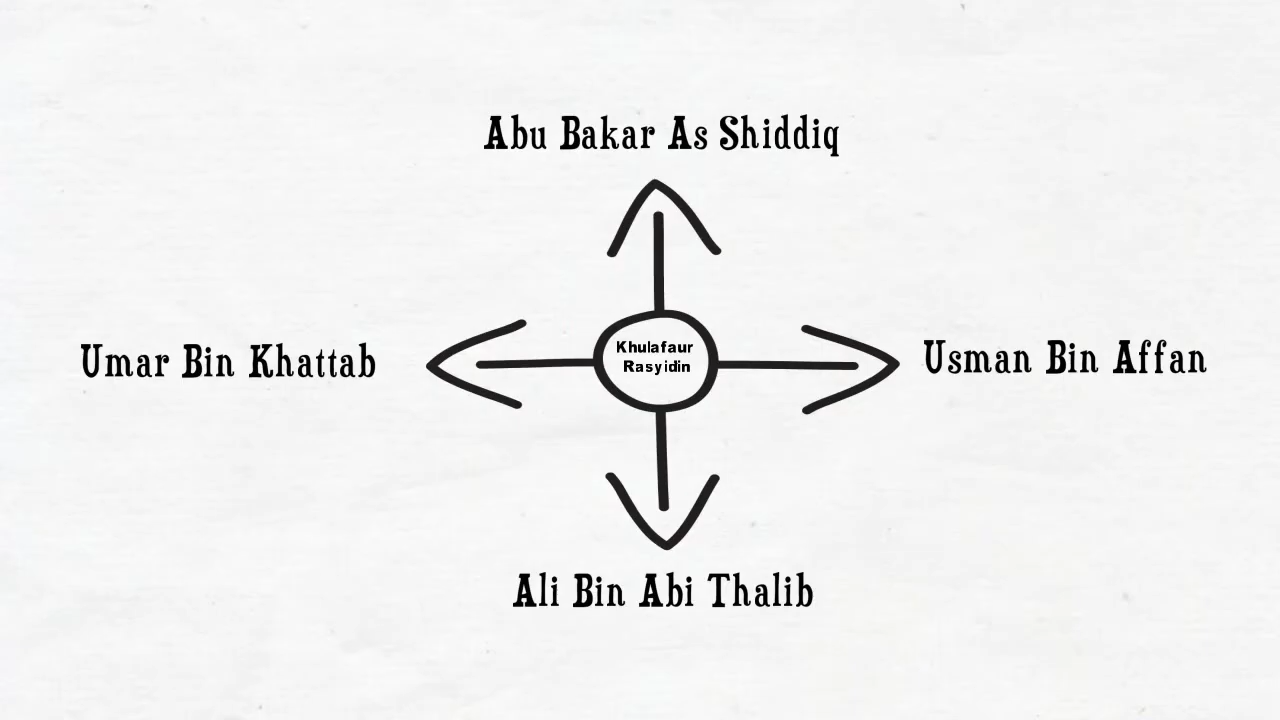 Abu Bakar As Shiddiq
Umar Bin Khattab
Khulafaur
Rasyidin
Usman Bin Affan
Ali Bin Abi Thalib